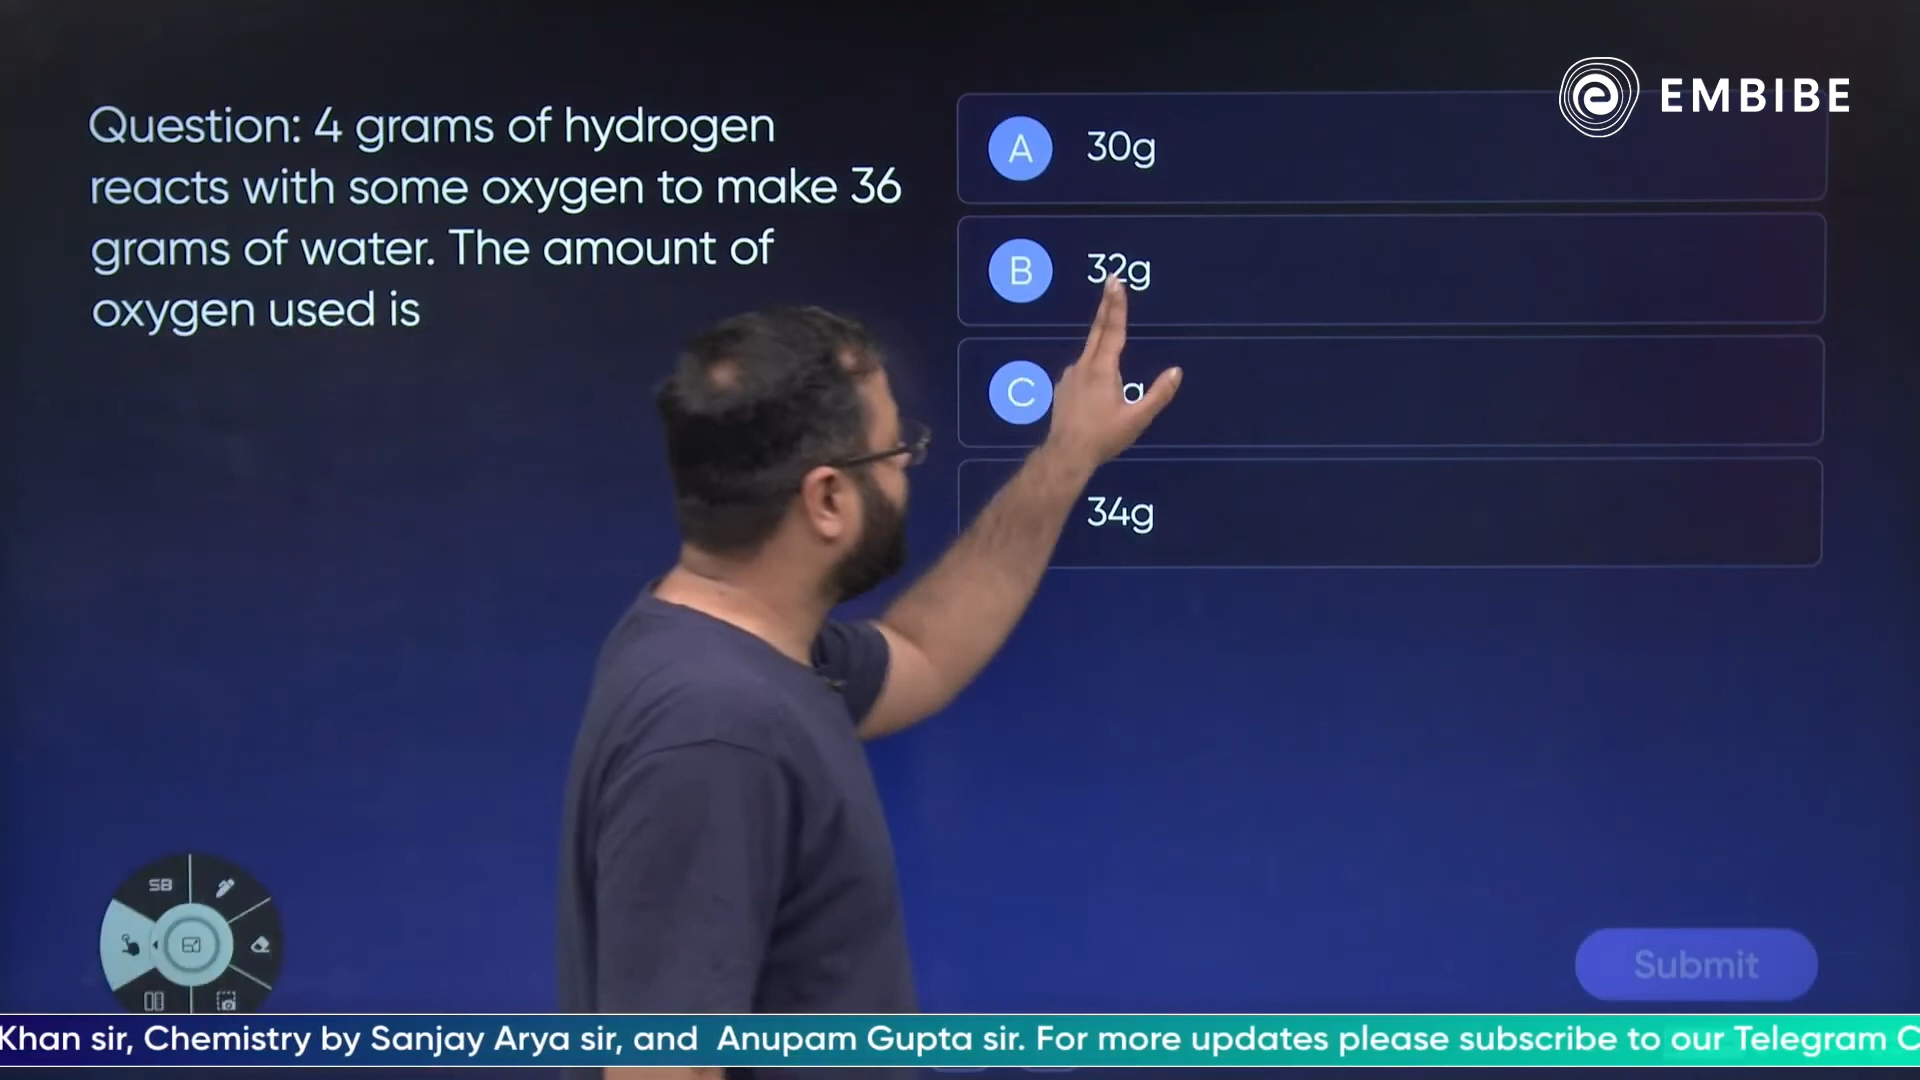 EMBIBE
Question: 4 grams of hydrogen
reacts with some oxygen to make 36
grams of water. The amount of
oxygen used is
A 30g
B 32g
C g
34g
SB
Submit
Khan sir, Chemistry by Sanjay Arya sir, and Anupam Gupta sir. For more updates please subscribe to our Telegram C